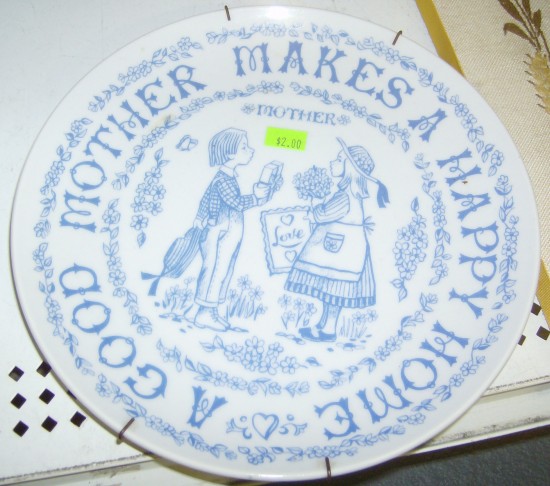 A GOOD MOTHER MAKES A HAPPY HOME
MOTHER
$2.00
Love